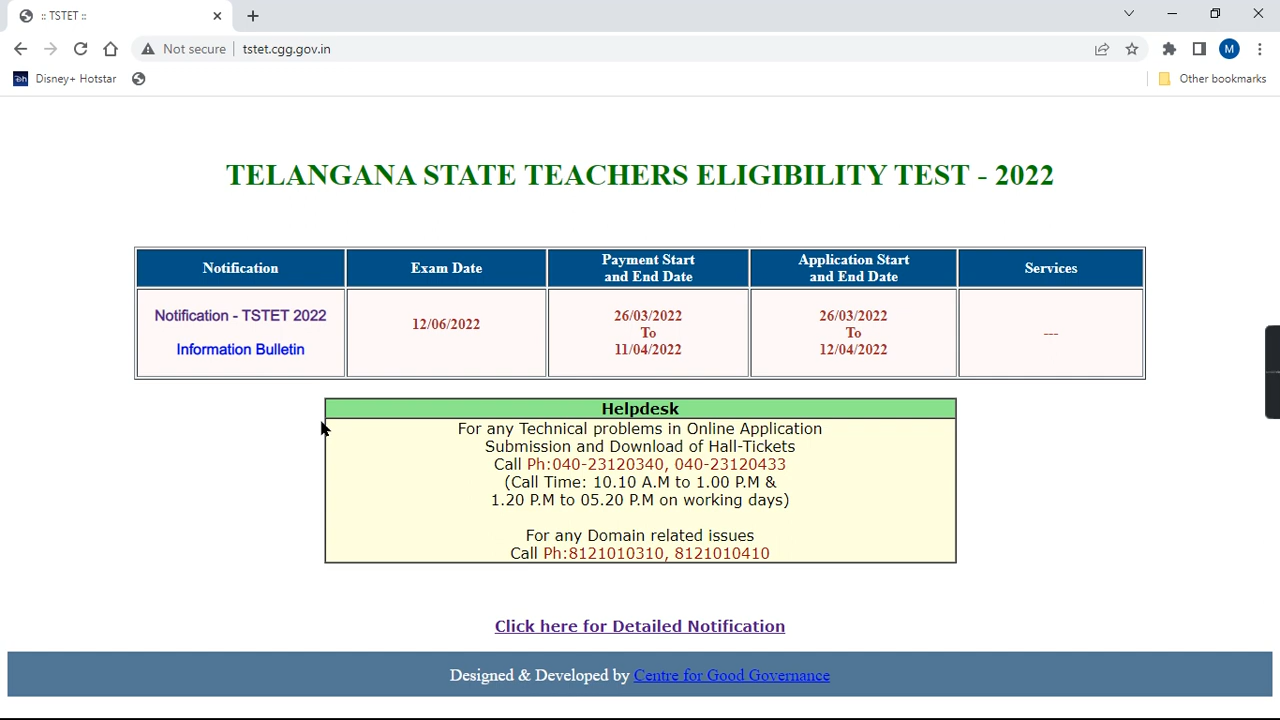 :: TSTET ::
Not secure
tstet.cgg.gov.in
M
Disney+ Hotstar
Other bookmarks
TELANGANA STATE TEACHERS ELIGIBILITY TEST - 2022
Notification
Exam Date
Payment Start
and End Date
Application Start
and End Date
Services
Notification - TSTET 2022
Information Bulletin
12/06/2022
26/03/2022
To
11/04/2022
26/03/2022
To
12/04/2022
---
Helpdesk
For any Technical problems in Online Application
Submission and Download of Hall-Tickets
Call Ph:040-23120340, 040-23120433
(Call Time: 10.10 A.M to 1.00 P.M &
1.20 P.M to 05.20 P.M on working days)
For any Domain related issues
Call Ph:8121010310, 8121010410
Click here for Detailed Notification
Designed & Developed by Centre for Good Governance